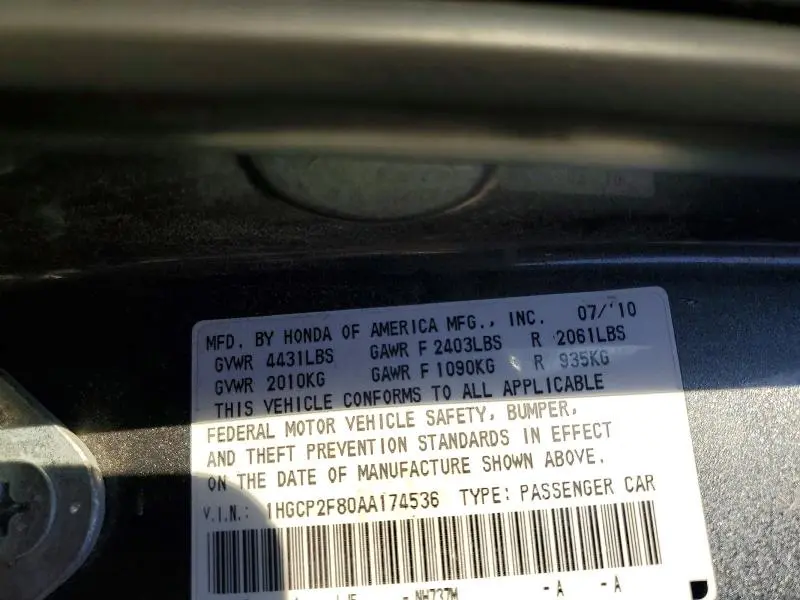 MFD. BY HONDA OF AMERICA MFG., INC. 07/'10
GVWR 4431LBS GAWR F 2403LBS R 2061LBS
GVWR 2010KG GAWR F 1090KG R 935KG
THIS VEHICLE CONFORMS TO ALL APPLICABLE
FEDERAL MOTOR VEHICLE SAFETY, BUMPER,
AND THEFT PREVENTION STANDARDS IN EFFECT
ON THE DATE OF MANUFACTURE SHOWN ABOVE.
V.I.N.: 1HGCP2F80AA174536 TYPE: PASSENGER CAR
- NH737M - A - A